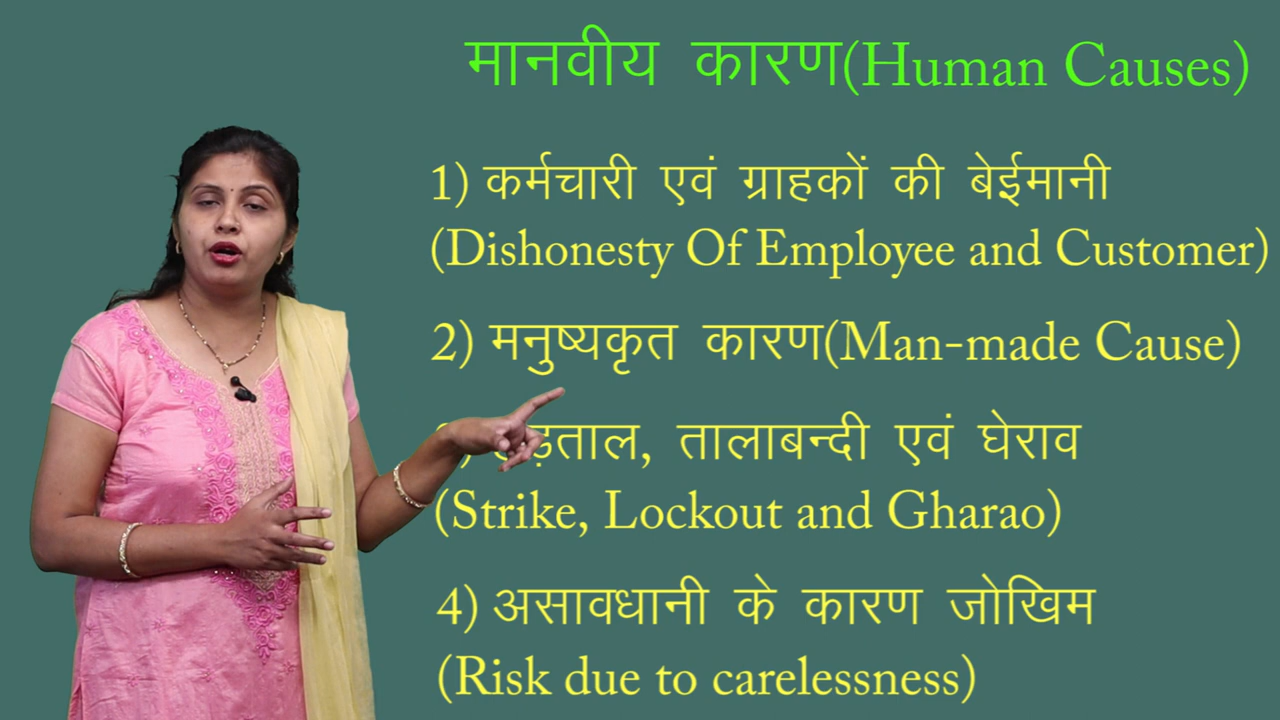 मानवीय कारण(Human Causes)
1) कर्मचारी एवं ग्राहकों की बेईमानी
(Dishonesty Of Employee and Customer)
2) मनुष्यकृत कारण(Man-made Cause)
तालाबन्दी एवं घेराव
(Strike, Lockout and Gharao)
4) असावधानी के कारण जोखिम
(Risk due to carelessness)